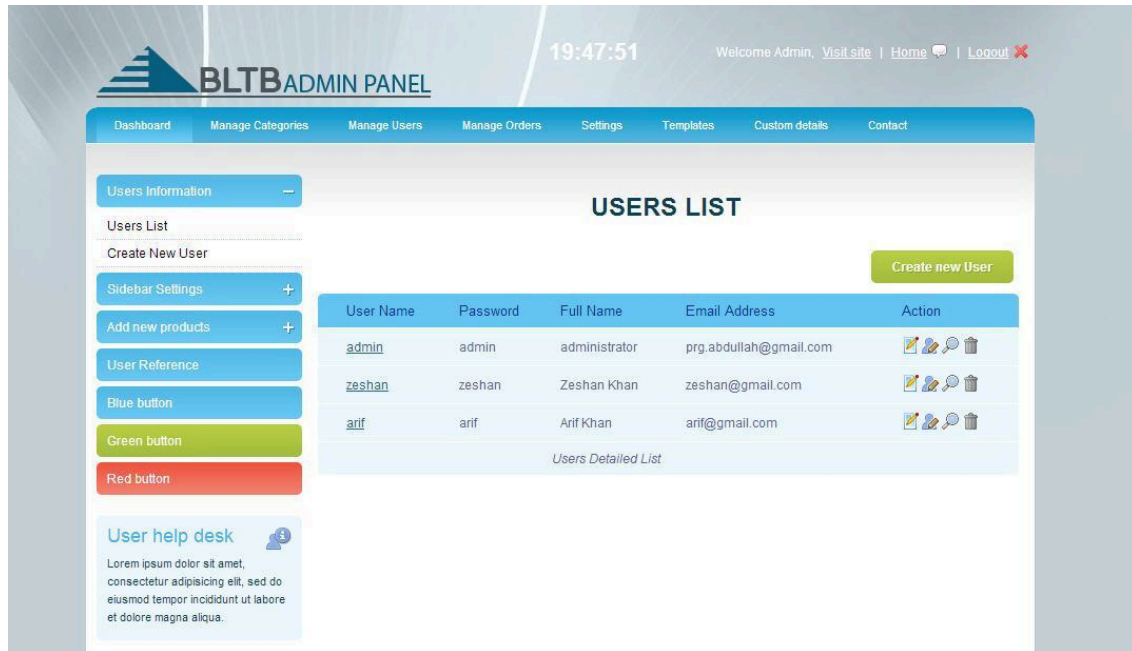 19:47:51
Welcome Admin, Visit site | Home | Logout
BLTB ADMIN PANEL
Dashboard Manage Categories Manage Users Manage Orders Settings Templates Custom details Contact
Users Information
Users List
Create New User
Sidebar Settings
Add new products
User Reference
Blue button
Green button
Red button
User help desk
Lorem ipsum dolor sit amet,
consectetur adipisicing elit, sed do
eiusmod tempor incididunt ut labore
et dolore magna aliqua.
USERS LIST
Create new User
User Name Password Full Name Email Address Action
admin admin administrator prg.abdullah@gmail.com
zeshan zeshan Zeshan Khan zeshan@gmail.com
arif arif Arif Khan arif@gmail.com
Users Detailed List